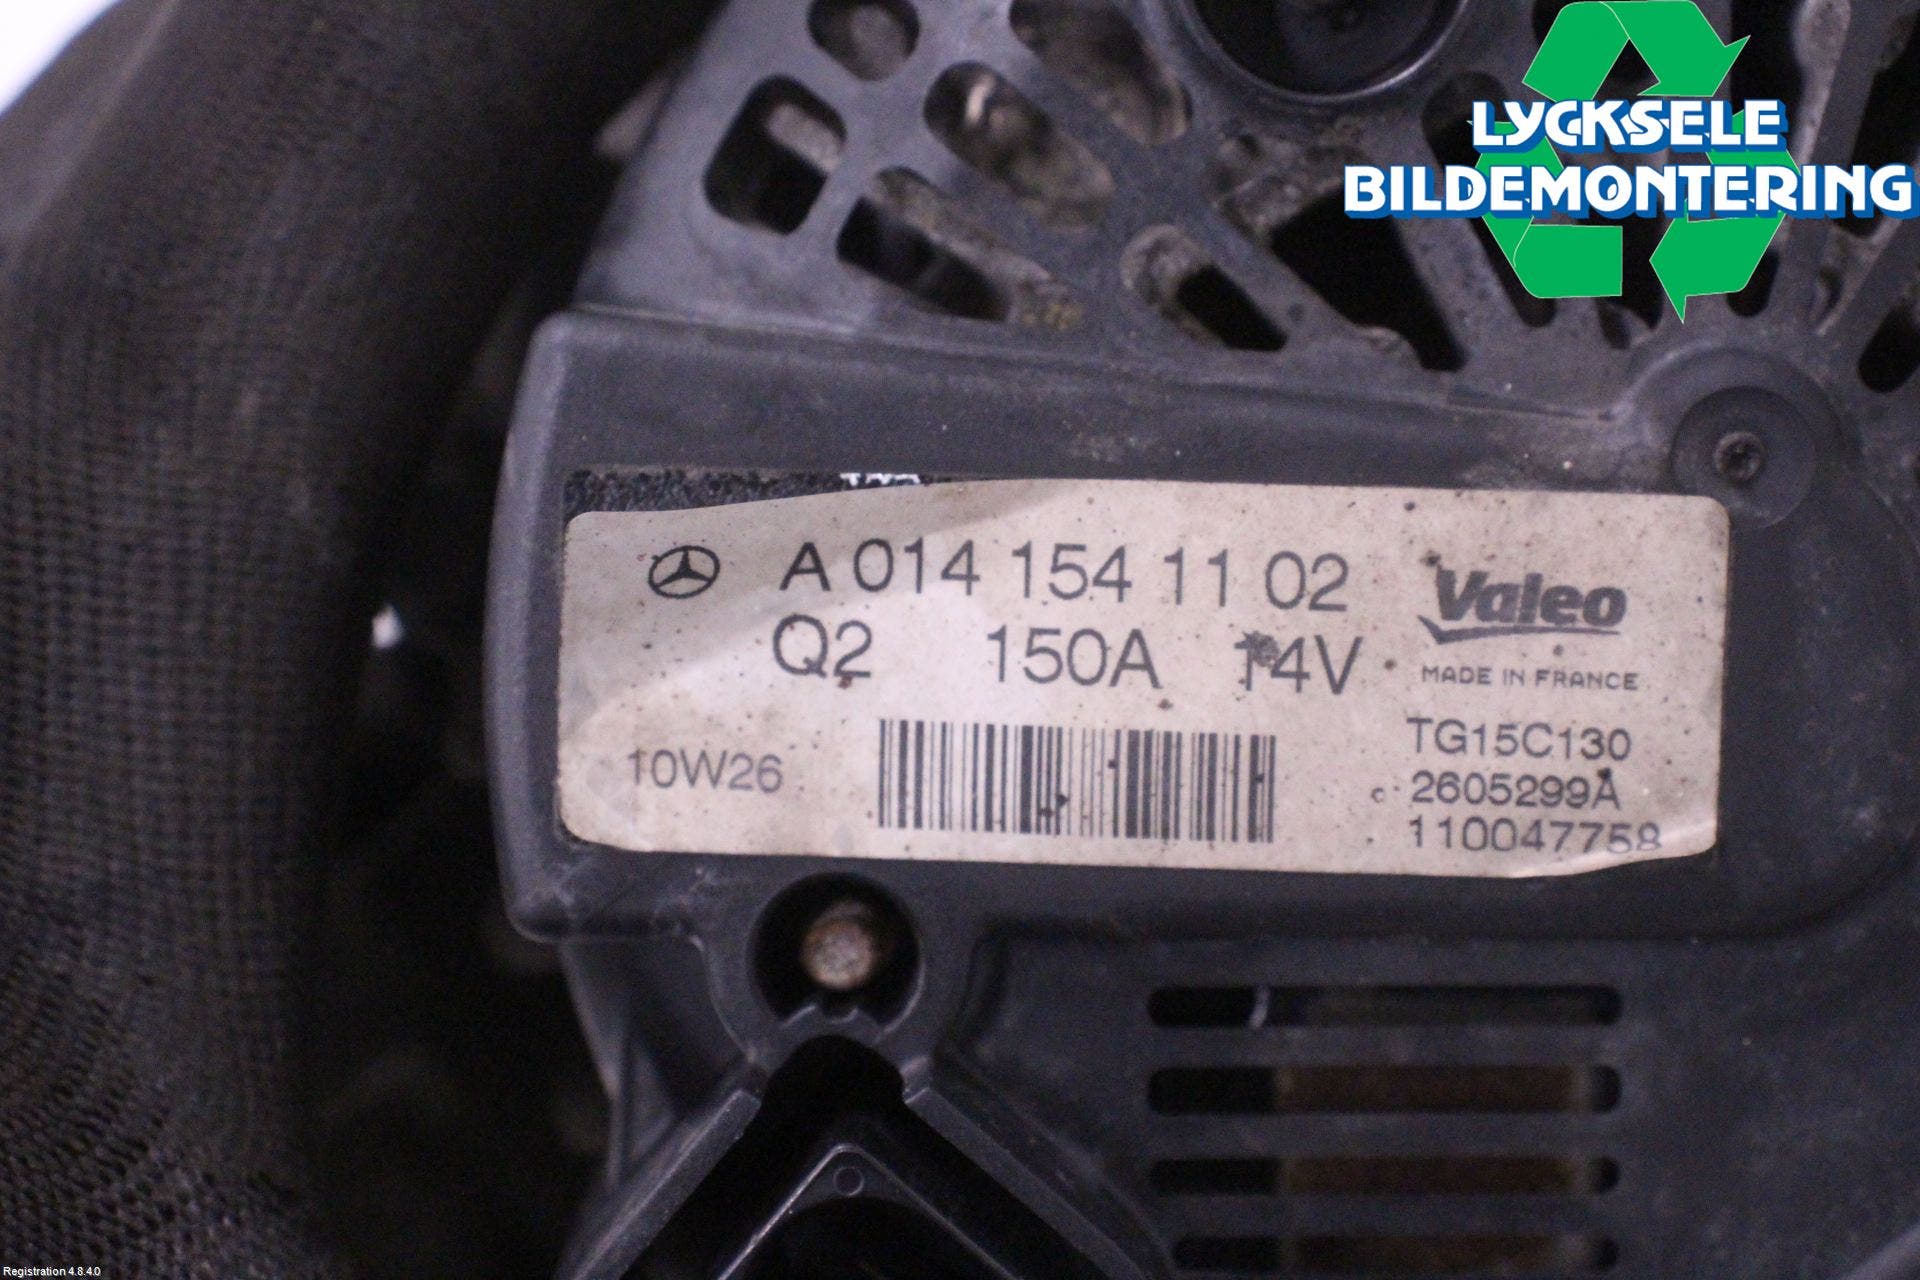 LYCKSELE
BILDEMONTERING
A 014 154 11 02
Q2 150A 14V
Valeo
MADE IN FRANCE
10W26
TG15C130
2605299A
110047758
Registration 4.8.4.0